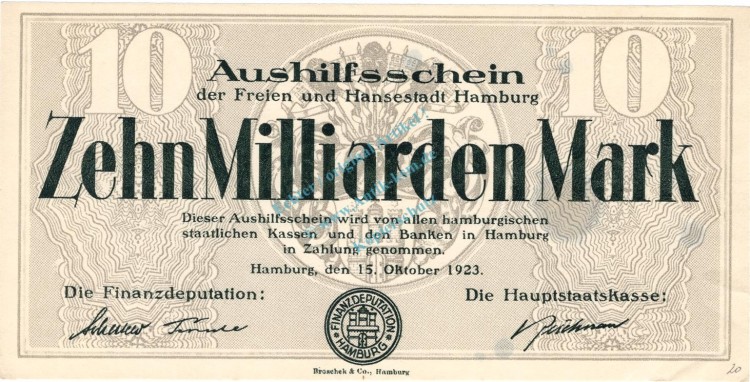 10 10
Aushilfsschein
der Freien und Hansestadt Hamburg
Zehn Milliarden Mark
Dieser Aushilfsschein wird von allen hamburgischen
staatlichen Kassen und den Banken in Hamburg
in Zahlung genommen.
Hamburg, den 15. Oktober 1923.
Die Finanzdeputation: Die Hauptstaatskasse:
FINANZDEPUTATION
HAMBURG
Broschek & Co., Hamburg
20